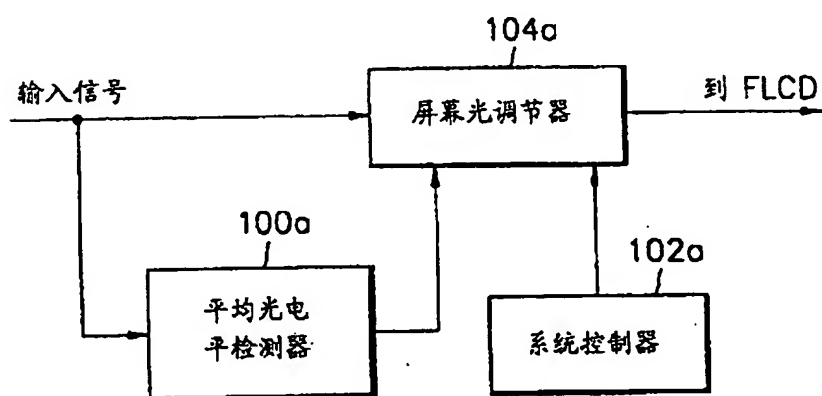 104a
输入信号
屏幕光调节器
到 FLCD
100a
平均光电
平检测器
102a
系统控制器